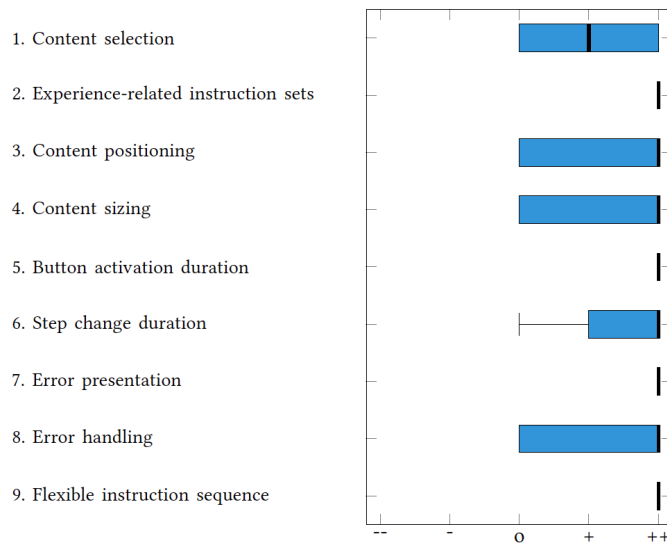 1. Content selection
2. Experience-related instruction sets
3. Content positioning
4. Content sizing
5. Button activation duration
6. Step change duration
7. Error presentation
8. Error handling
9. Flexible instruction sequence
-- - o + ++